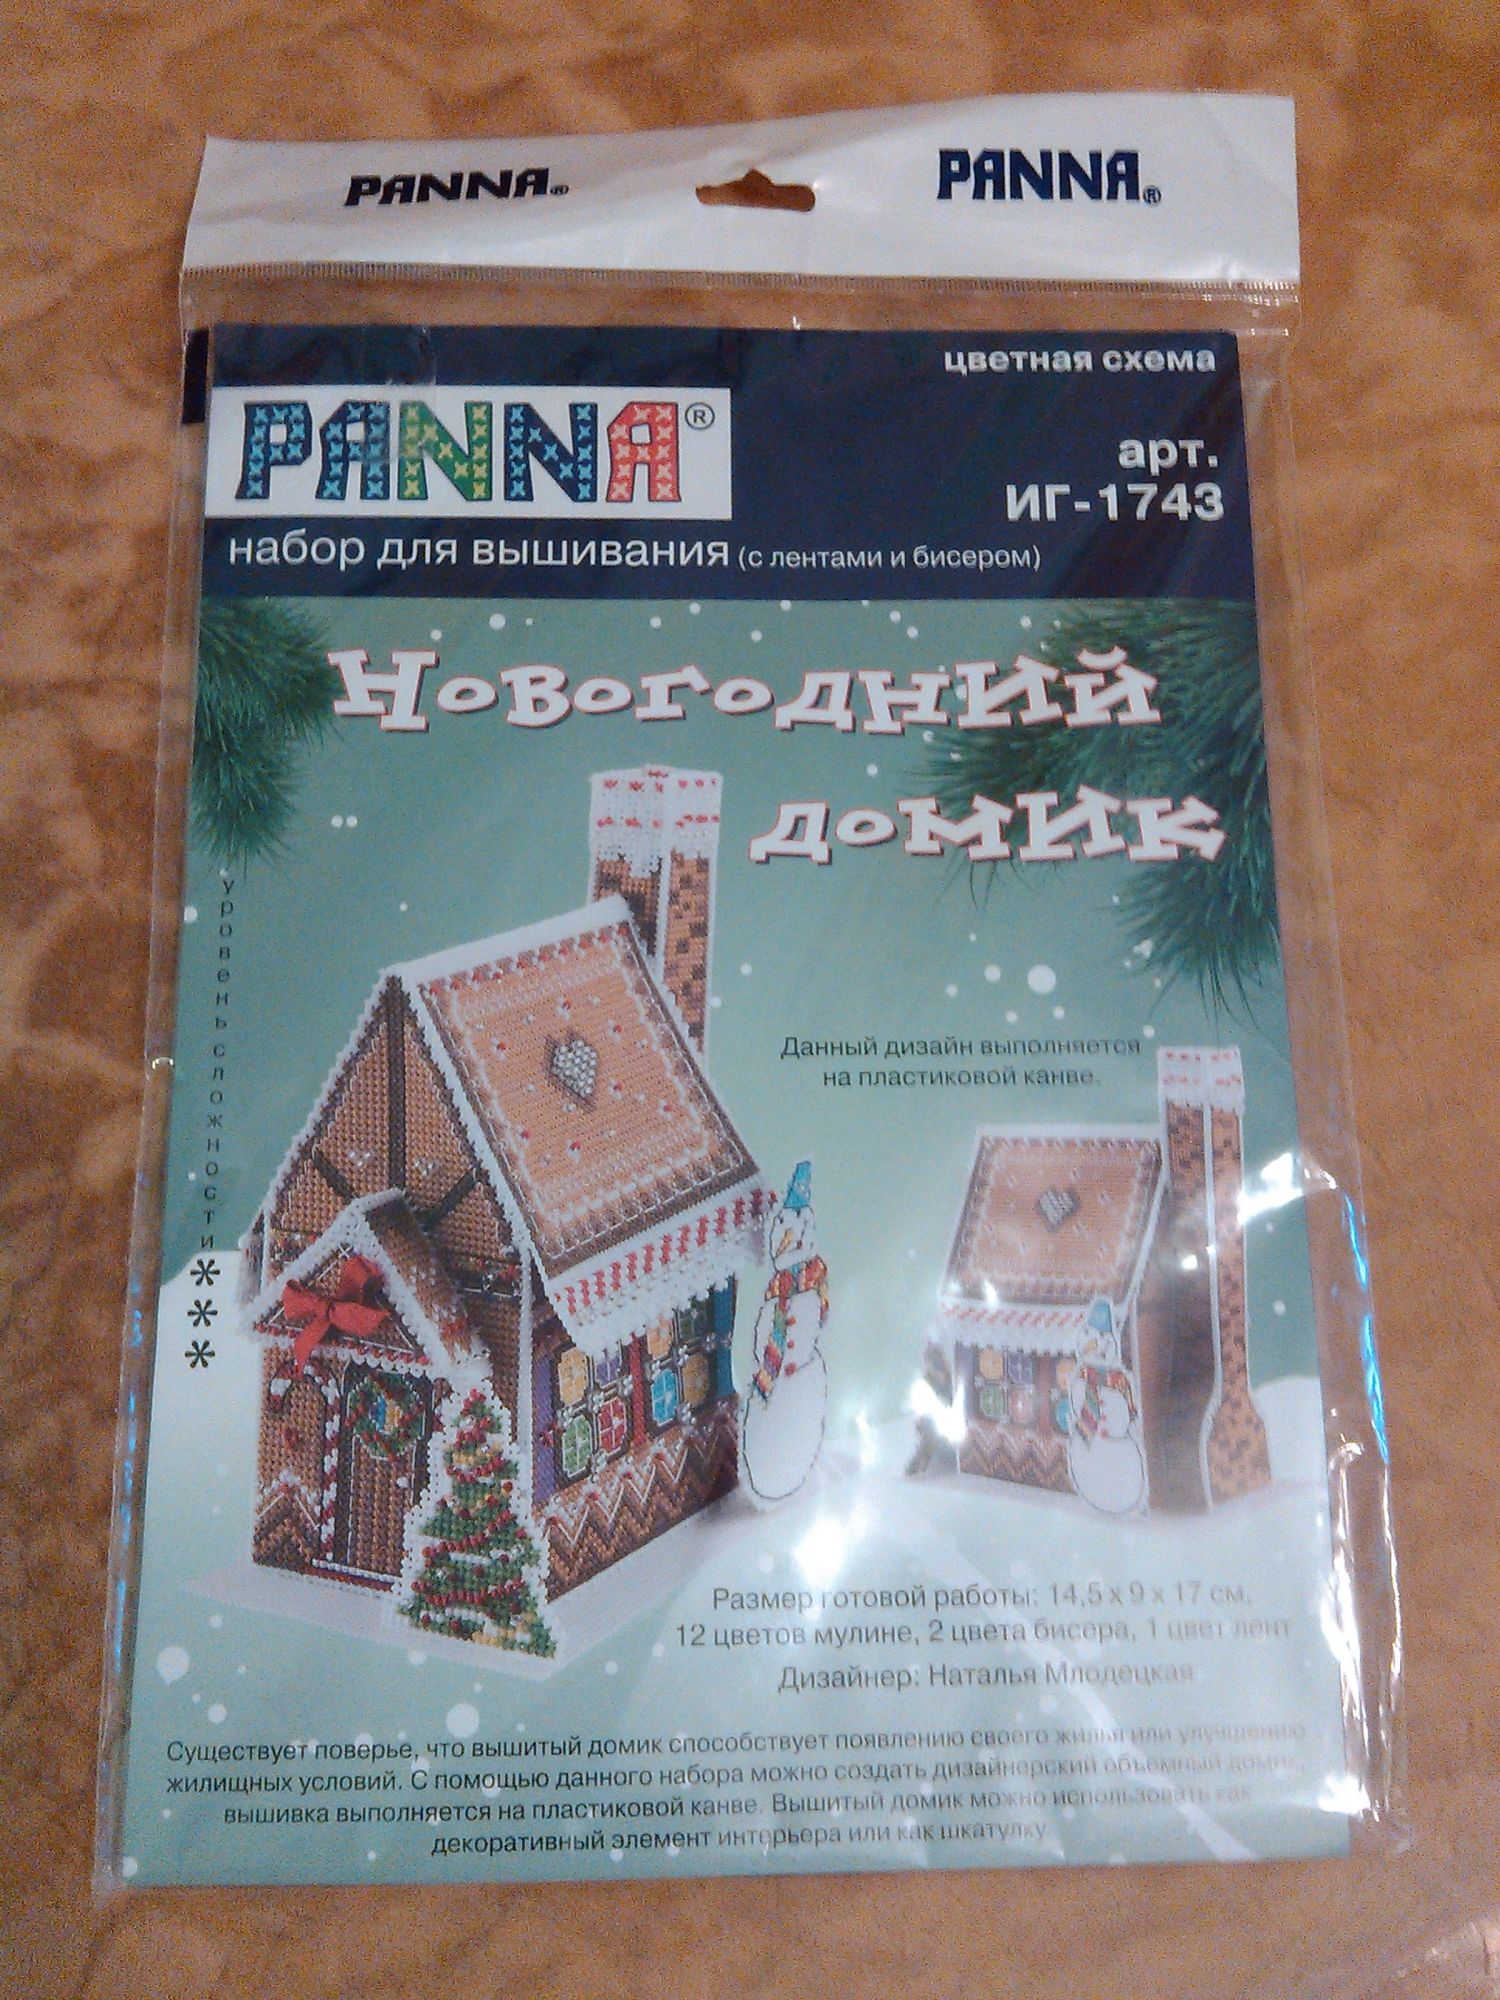 PANNA®
PANNA®
цветная схема
PANNA®
арт.
ИГ-1743
набор для вышивания (с лентами и бисером)
Новогодний
домик
уровень сложности
***
Данный дизайн выполняется
на пластиковой канве.
Размер готовой работы: 14,5 х 9 х 17 см,
12 цветов мулине, 2 цвета бисера, 1 цвет лент
Дизайнер: Наталья Млодецкая
Существует поверье, что вышитый домик способствует появлению своего жилья или улучшению
жилищных условий. С помощью данного набора можно создать дизайнерский объемный домик,
вышивка выполняется на пластиковой канве. Вышитый домик можно использовать как
декоративный элемент интерьера или как шкатулку.